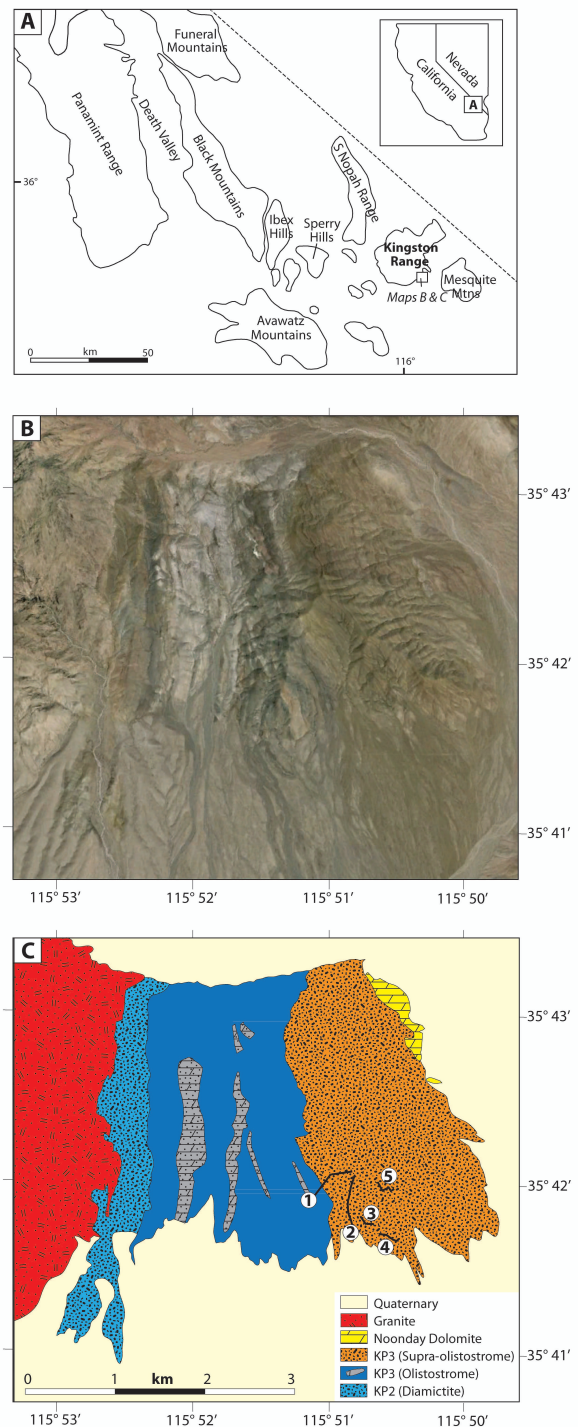 A
Funeral
Mountains
Nevada
California
A
Panamint Range
Death Valley
Black Mountains
S Nopah Range
36°
Ibex
Hills
Sperry
Hills
Kingston
Range
Mesquite
Mtns
Maps B & C
Avawatz
Mountains
0 km 50
116°
B
35° 43'
35° 42'
35° 41'
115° 53' 115° 52' 115° 51' 115° 50'
C
35° 43'
5
35° 42'
1
3
2
4
Quaternary
Granite
Noonday Dolomite
KP3 (Supra-olistostrome)
KP3 (Olistostrome)
KP2 (Diamictite)
35° 41'
0 1 km 2 3
115° 53' 115° 52' 115° 51' 115° 50'